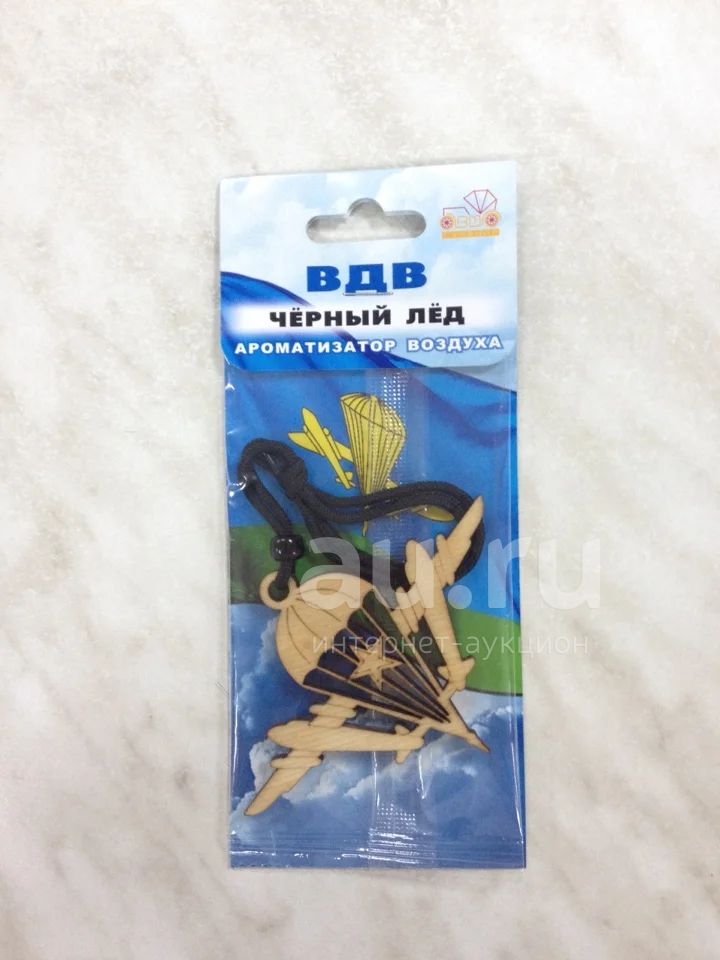 ВДВ
ЧЁРНЫЙ ЛЁД
АРОМАТИЗАТОР ВОЗДУХА
au.ru
интернет-аукцион